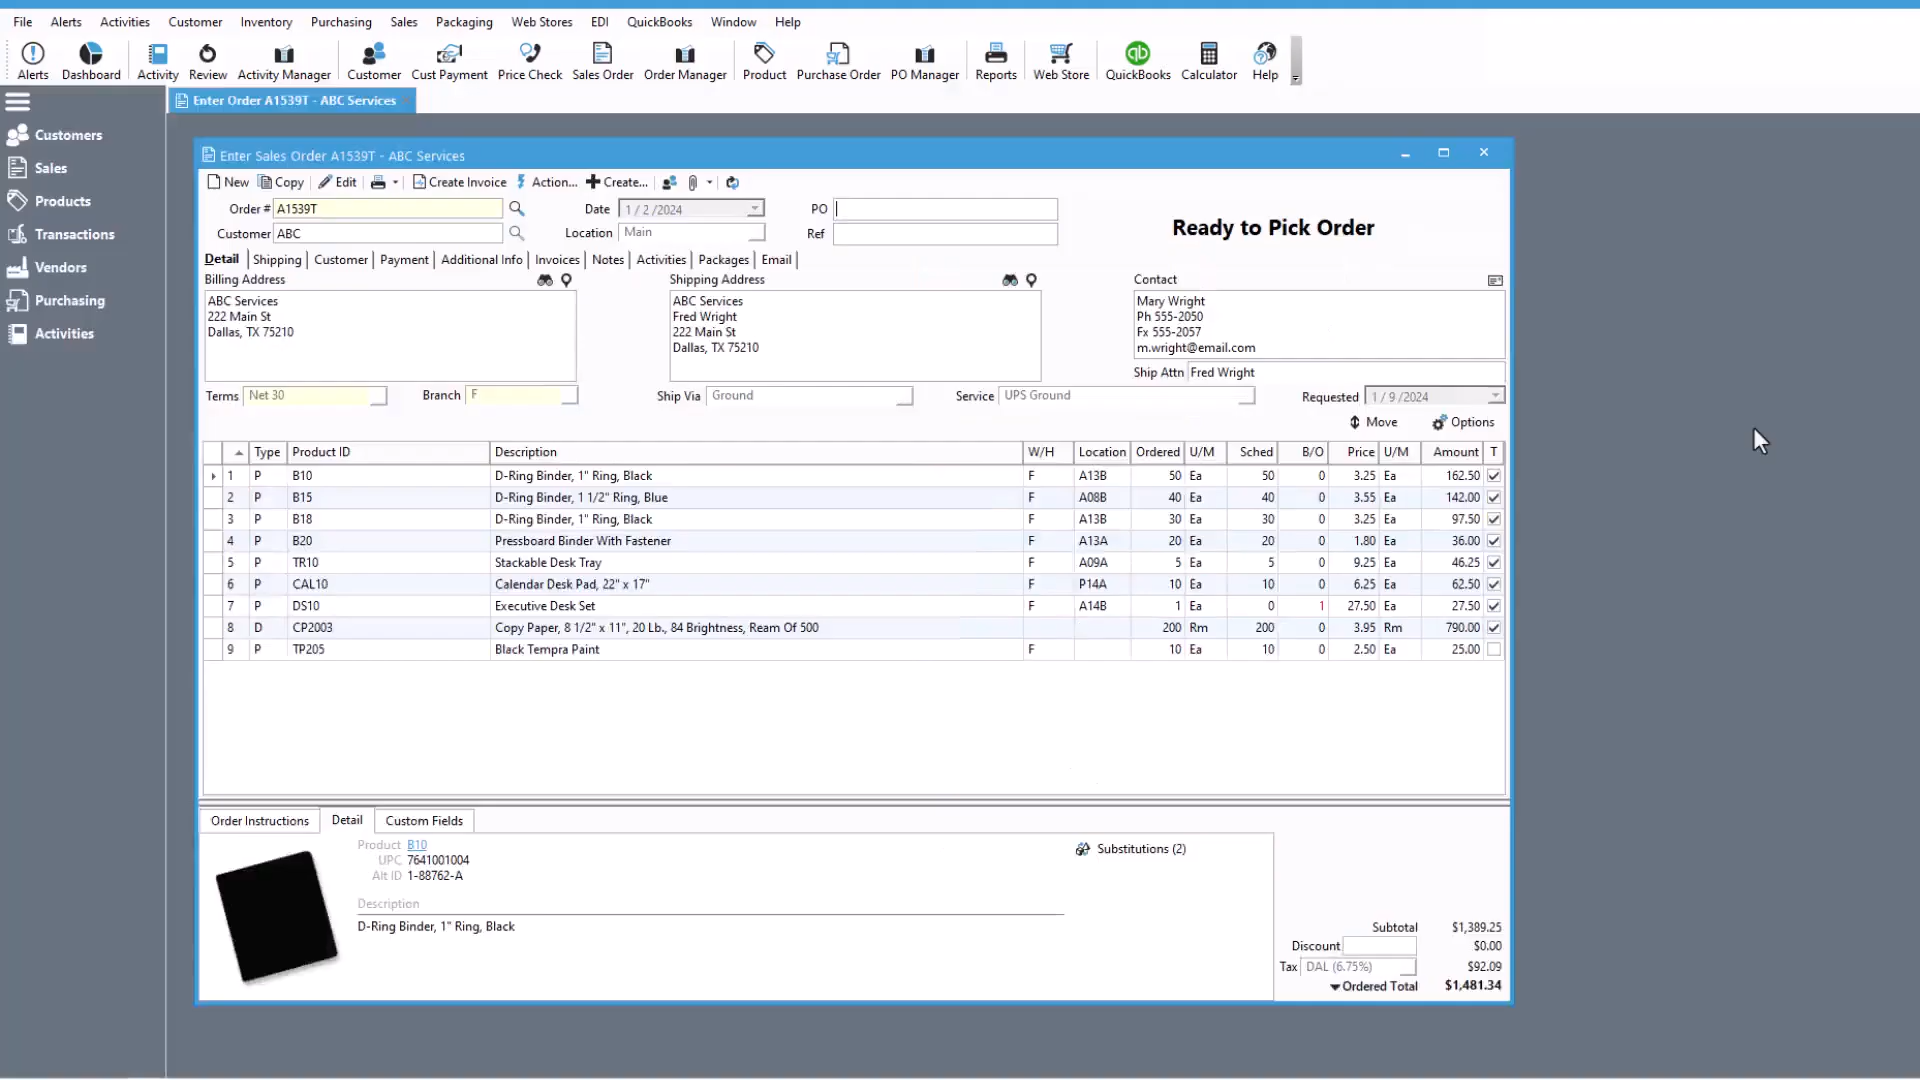 File Alerts Activities Customer Inventory Purchasing Sales Packaging Web Stores EDI QuickBooks Window Help
Alerts Dashboard Activity Review Activity Manager Customer Cust Payment Price Check Sales Order Order Manager Product Purchase Order PO Manager Reports Web Store QuickBooks Calculator Help
Enter Order A1539T - ABC Services
Customers
Sales
Products
Transactions
Vendors
Purchasing
Activities
Enter Sales Order A1539T - ABC Services
New Copy Edit Create Invoice Action... Create...
Order # A1539T Date 1 / 2 /2024 PO
Customer ABC Location Main Ref
Ready to Pick Order
Detail Shipping Customer Payment Additional Info Invoices Notes Activities Packages Email
Billing Address
ABC Services
222 Main St
Dallas, TX 75210
Shipping Address
ABC Services
Fred Wright
222 Main St
Dallas, TX 75210
Contact
Mary Wright
Ph 555-2050
Fx 555-2057
m.wright@email.com
Ship Attn Fred Wright
Terms Net 30 Branch F Ship Via Ground Service UPS Ground Requested 1 / 9 /2024
Move Options
Type Product ID Description W/H Location Ordered U/M Sched B/O Price U/M Amount T
1 P B10 D-Ring Binder, 1" Ring, Black F A13B 50 Ea 50 0 3.25 Ea 162.50
2 P B15 D-Ring Binder, 1 1/2" Ring, Blue F A08B 40 Ea 40 0 3.55 Ea 142.00
3 P B18 D-Ring Binder, 1" Ring, Black F A13B 30 Ea 30 0 3.25 Ea 97.50
4 P B20 Pressboard Binder With Fastener F A13A 20 Ea 20 0 1.80 Ea 36.00
5 P TR10 Stackable Desk Tray F A09A 5 Ea 5 0 9.25 Ea 46.25
6 P CAL10 Calendar Desk Pad, 22" x 17" F P14A 10 Ea 10 0 6.25 Ea 62.50
7 P DS10 Executive Desk Set F A14B 1 Ea 0 1 27.50 Ea 27.50
8 D CP2003 Copy Paper, 8 1/2" x 11", 20 Lb., 84 Brightness, Ream Of 500 200 Rm 200 0 3.95 Rm 790.00
9 P TP205 Black Tempra Paint F 10 Ea 10 0 2.50 Ea 25.00
Order Instructions Detail Custom Fields
Product B10
UPC 7641001004
Alt ID 1-88762-A
Description
D-Ring Binder, 1" Ring, Black
Substitutions (2)
Subtotal $1,389.25
Discount $0.00
Tax DAL (6.75%) $92.09
Ordered Total $1,481.34
qb